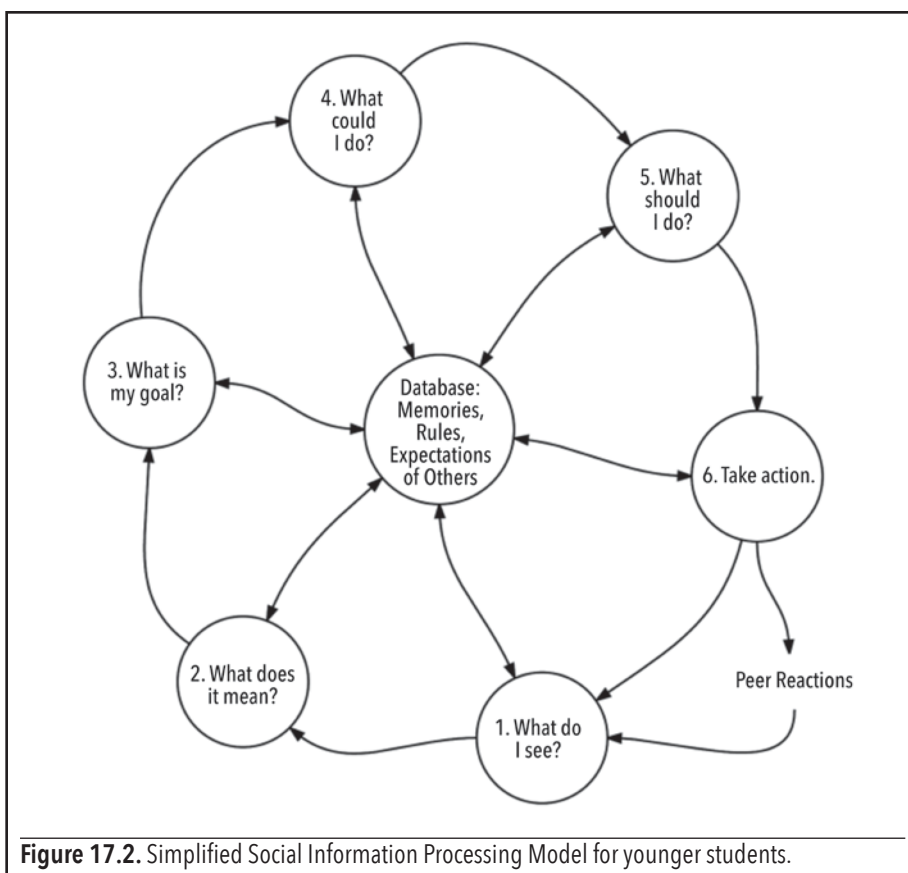 4. What
could
I do?
5. What
should
I do?
3. What is
my goal?
Database:
Memories,
Rules,
Expectations
of Others
6. Take action.
2. What does
it mean?
Peer Reactions
1. What do
I see?
Figure 17.2. Simplified Social Information Processing Model for younger students.